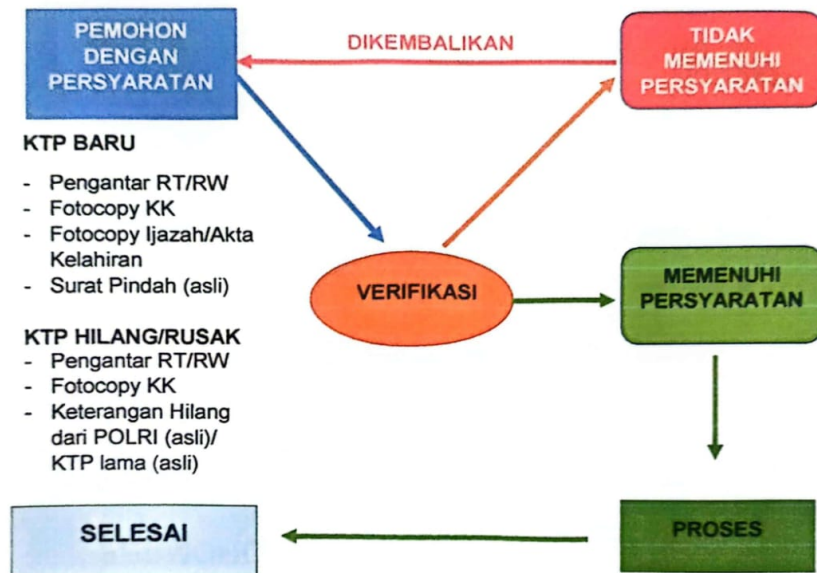 PEMOHON
DENGAN
PERSYARATAN
DIKEMBALIKAN
TIDAK
MEMENUHI
PERSYARATAN
KTP BARU
- Pengantar RT/RW
- Fotocopy KK
- Fotocopy Ijazah/Akta
Kelahiran
- Surat Pindah (asli)
VERIFIKASI
MEMENUHI
PERSYARATAN
KTP HILANG/RUSAK
- Pengantar RT/RW
- Fotocopy KK
- Keterangan Hilang
dari POLRI (asli)/
KTP lama (asli)
SELESAI
PROSES